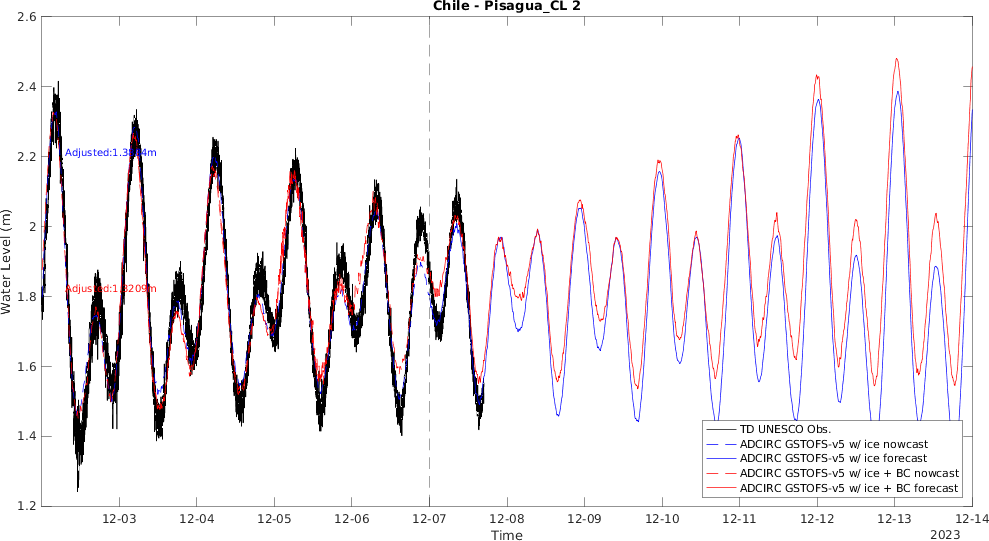 Chile - Pisagua_CL 2
2.6
2.4
2.2
2
1.8
1.6
1.4
1.2
Water Level (m)
Adjusted:1.3
m
Adjusted:1.8209m
TD UNESCO Obs.
ADCIRC GSTOFS-v5 w/ ice nowcast
ADCIRC GSTOFS-v5 w/ ice forecast
ADCIRC GSTOFS-v5 w/ ice + BC nowcast
ADCIRC GSTOFS-v5 w/ ice + BC forecast
12-03
12-04
12-05
12-06
12-07
12-08
12-09
12-10
12-11
12-12
12-13
12-14
Time
2023